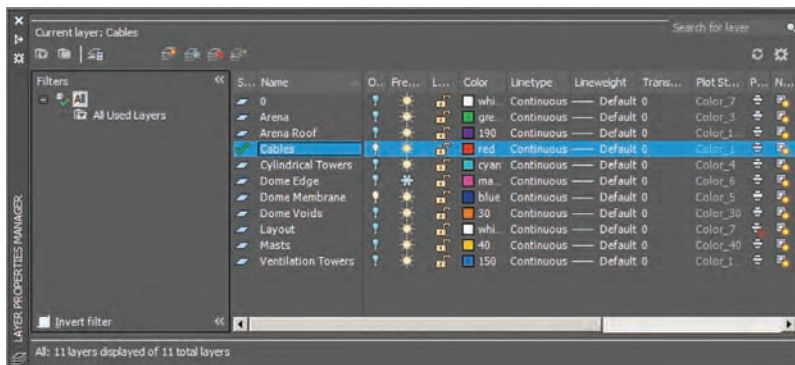 Current layer: Cables
Search for layer
Filters
All
All Used Layers
Invert filter
S... Name O.. Fre... L... Color Linetype Lineweight Trans... Plot St... P... N...
0 whi... Continuous Default 0 Color_7
Arena gre... Continuous Default 0 Color_3
Arena Roof 190 Continuous Default 0 Color_1...
Cables red Continuous Default 0 Color_1
Cylindrical Towers cyan Continuous Default 0 Color_4
Dome Edge ma... Continuous Default 0 Color_6
Dome Membrane blue Continuous Default 0 Color_5
Dome Voids 30 Continuous Default 0 Color_30
Layout whi... Continuous Default 0 Color_7
Masts 40 Continuous Default 0 Color_40
Ventilation Towers 150 Continuous Default 0 Color_1...
LAYER PROPERTIES MANAGER
All: 11 layers displayed of 11 total layers